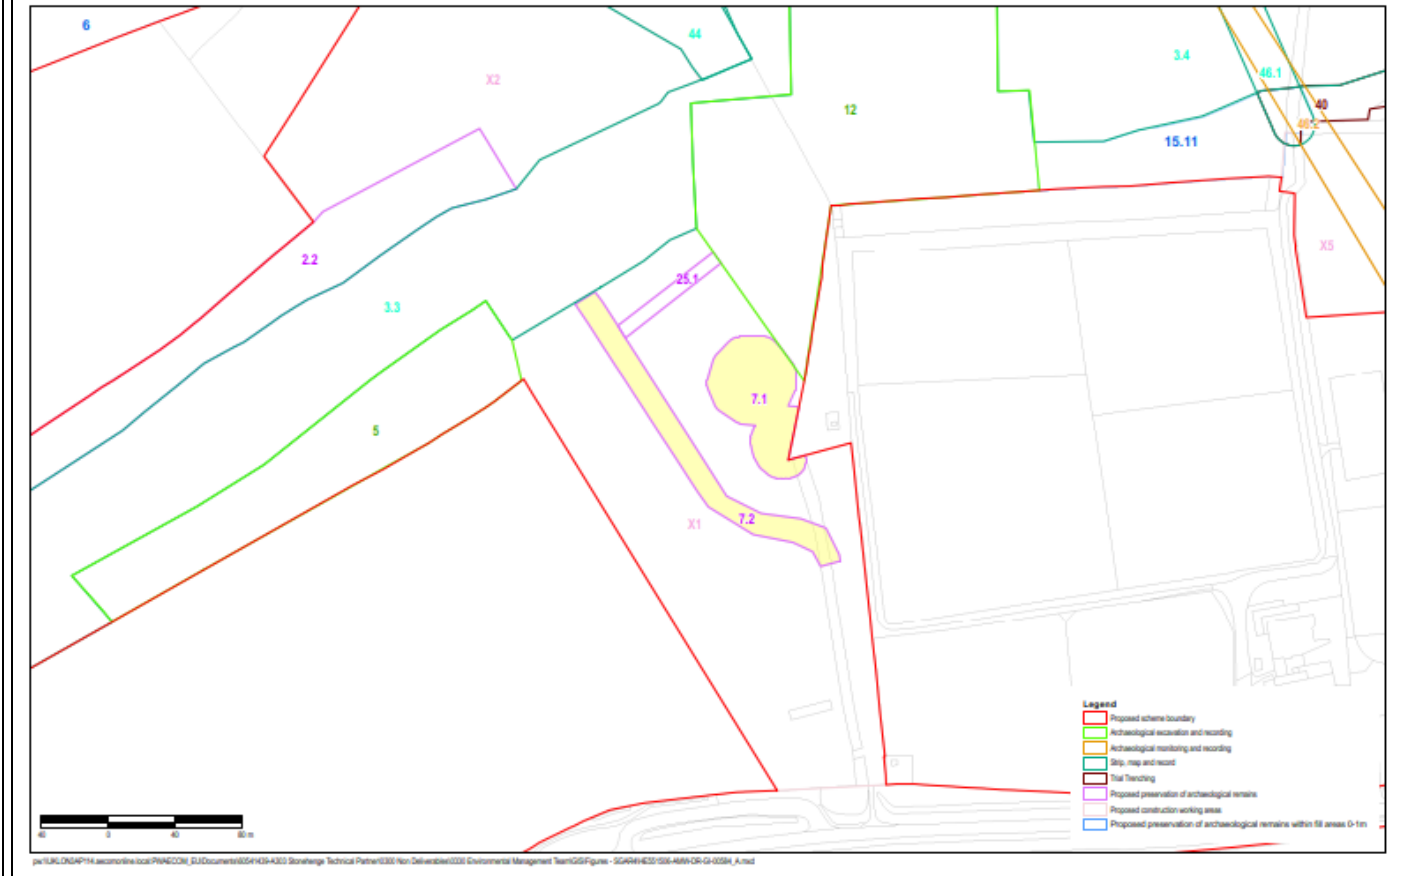 6
44
X2
3.4
46.1
40
12
46.2
15.11
X5
2.2
25.1
3.3
7.1
5
7.2
X1
Legend
Proposed scheme boundary
Archaeological excavation and recording
Archaeological monitoring and recording
Strip, map and record
Trial Trenching
Proposed preservation of archaeological remains
Proposed construction working areas
Proposed preservation of archaeological remains within fill areas 0-1m
40 0 40 80 m